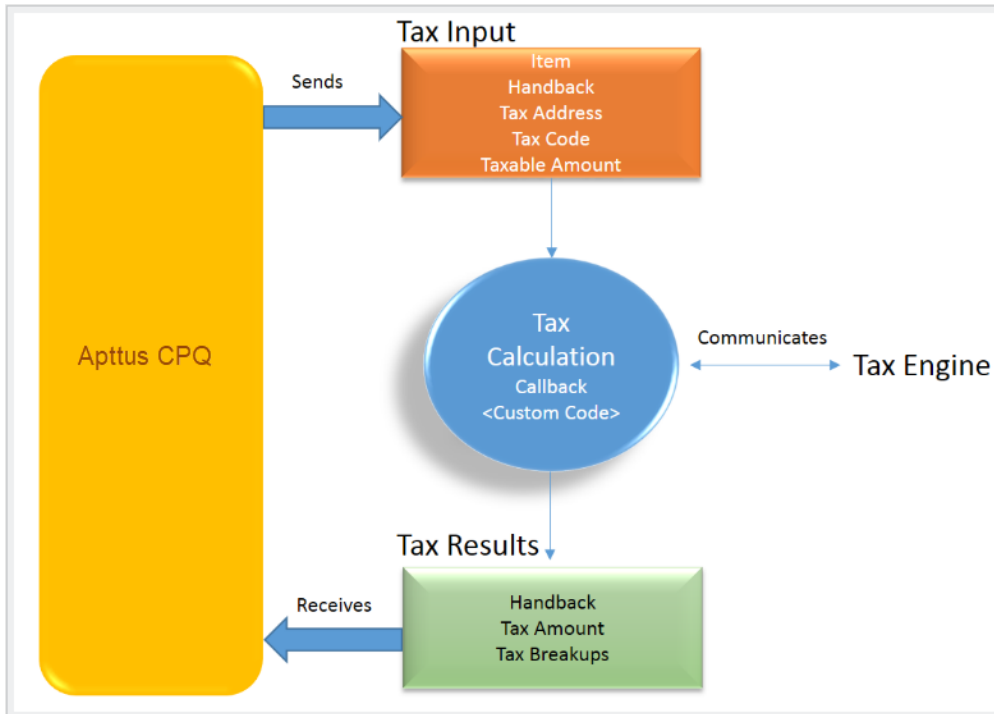 Tax Input
Sends
Item
Handback
Tax Address
Tax Code
Taxable Amount
Apttus CPQ
Tax
Calculation
Callback
<Custom Code>
Communicates
Tax Engine
Tax Results
Receives
Handback
Tax Amount
Tax Breakups